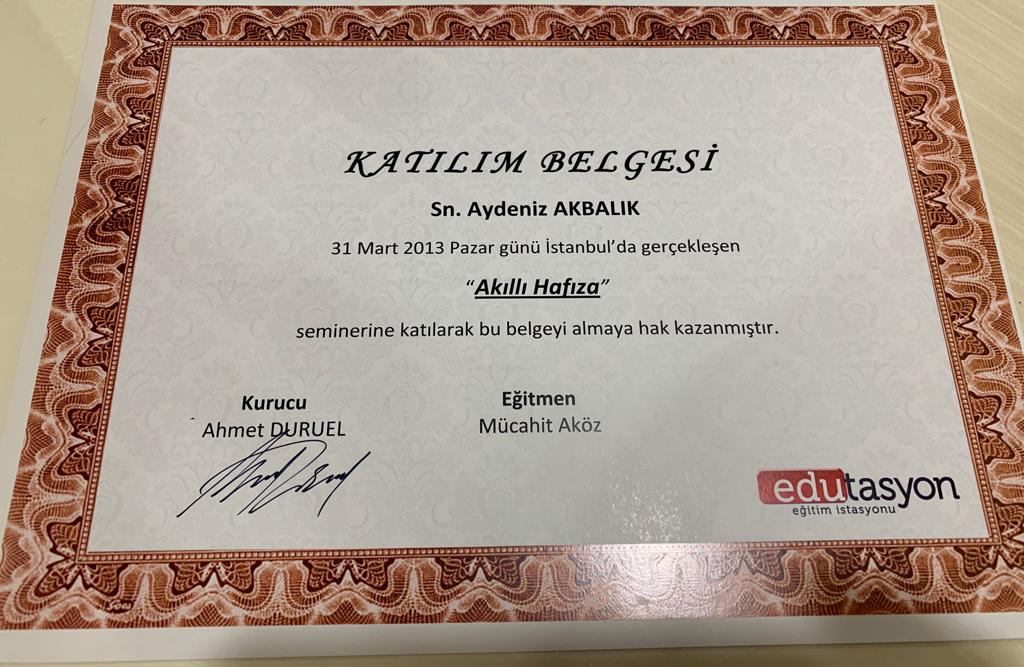 KATILIM BELGESİ
Sn. Aydeniz AKBALIK
31 Mart 2013 Pazar günü İstanbul'da gerçekleşen
"Akıllı Hafıza"
seminerine katılarak bu belgeyi almaya hak kazanmıştır.
Kurucu
Ahmet DURUEL
Eğitmen
Mücahit Aköz
edutasyon
eğitim istasyonu